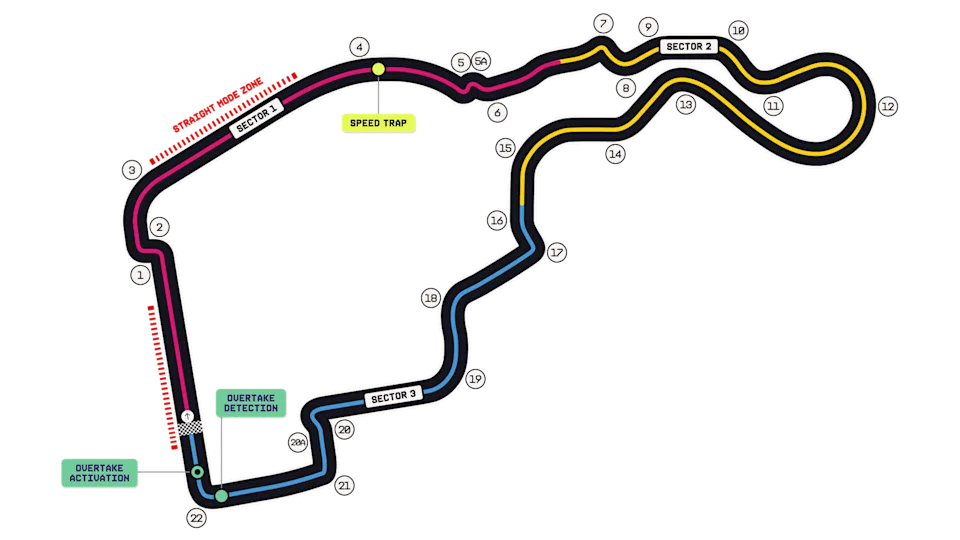 7
9
10
4
SECTOR 2
5
5A
8
11
12
13
6
STRAIGHT MODE ZONE
SECTOR 1
SPEED TRAP
15
14
3
2
16
17
1
18
19
SECTOR 3
OVERTAKE
DETECTION
20A
20
OVERTAKE
ACTIVATION
21
22